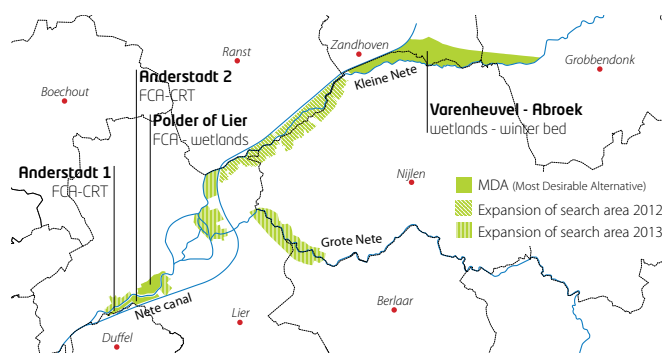 Ranst
Zandhoven
Grobbendonk
Boechout
Anderstadt 2
FCA-CRT
Kleine Nete
Polder of Lier
FCA - wetlands
Varenheuvel - Abroek
wetlands - winter bed
Anderstadt 1
FCA-CRT
Nijlen
MDA (Most Desirable Alternative)
Expansion of search area 2012
Expansion of search area 2013
Grote Nete
Nete canal
Lier
Berlaar
Duffel